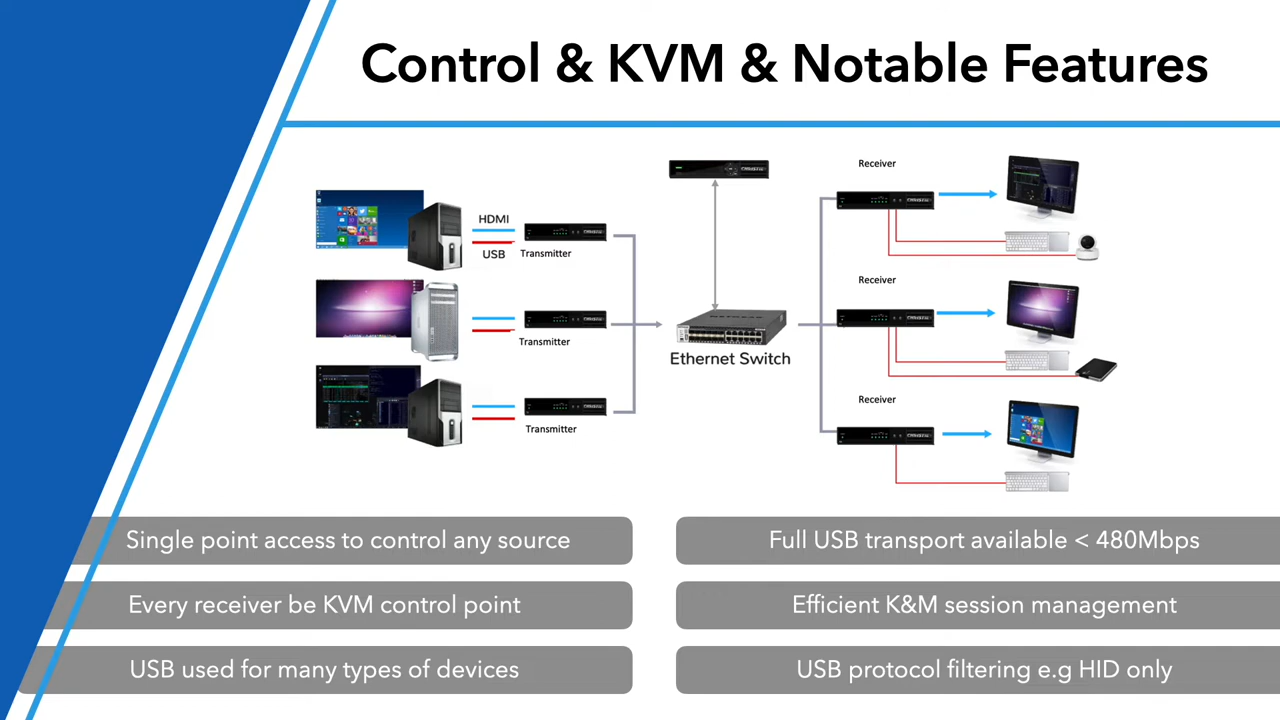 Control & KVM & Notable Features
Receiver
HDMI
USB
Transmitter
Receiver
Transmitter
Ethernet Switch
Receiver
Transmitter
Single point access to control any source
Full USB transport available < 480Mbps
Every receiver be KVM control point
Efficient K&M session management
USB used for many types of devices
USB protocol filtering e.g HID only